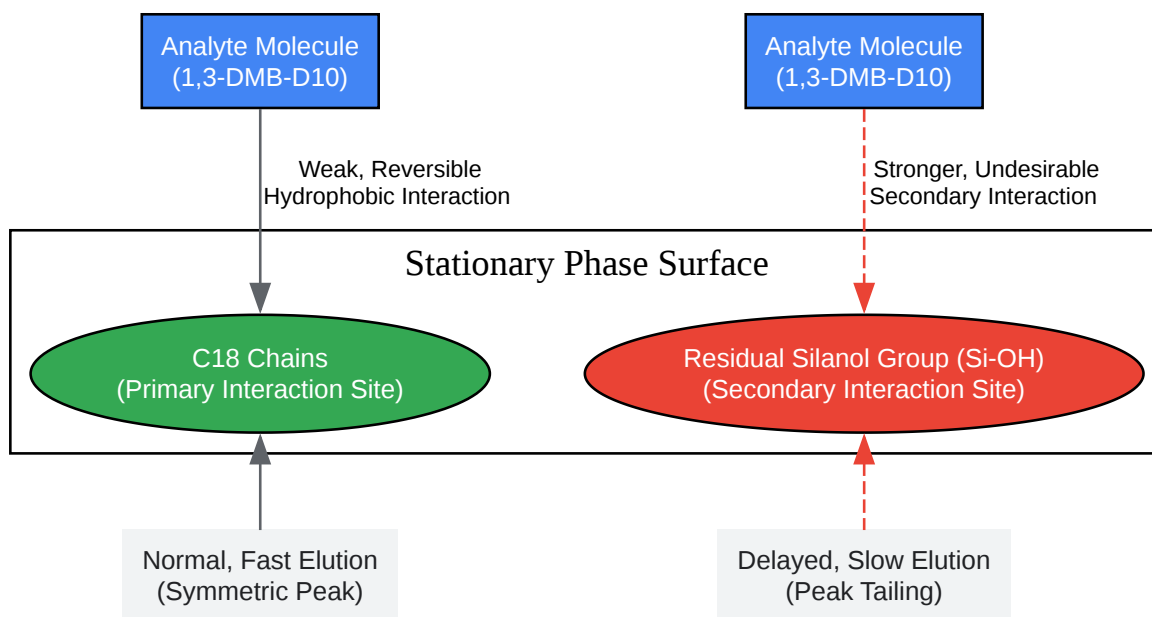 Analyte Molecule
(1,3-DMB-D10)
Analyte Molecule
(1,3-DMB-D10)
Weak, Reversible
Hydrophobic Interaction
Stronger, Undesirable
Secondary Interaction
Stationary Phase Surface
C18 Chains
(Primary Interaction Site)
Residual Silanol Group (Si-OH)
(Secondary Interaction Site)
Normal, Fast Elution
(Symmetric Peak)
Delayed, Slow Elution
(Peak Tailing)